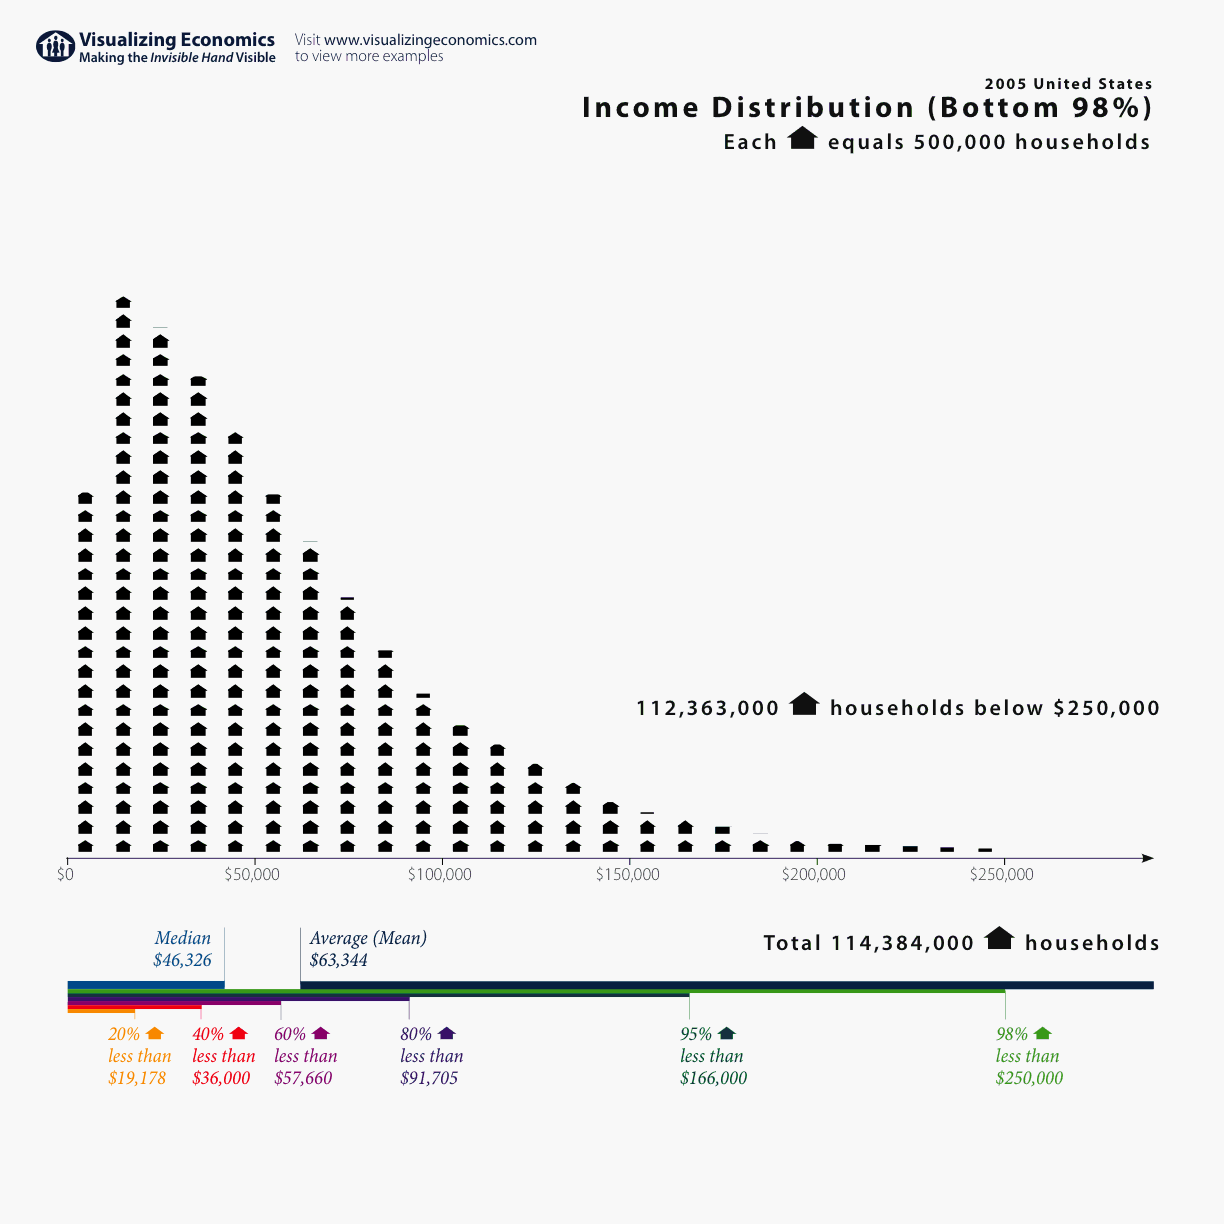 Visualizing Economics
Making the Invisible Hand Visible
Visit www.visualizingeconomics.com
to view more examples
2005 United States
Income Distribution (Bottom 98%)
Each equals 500,000 households
112,363,000 households below $250,000
$0 $50,000 $100,000 $150,000 $200,000 $250,000
Median
$46,326
Average (Mean)
$63,344
Total 114,384,000 households
20%
less than
$19,178
40%
less than
$36,000
60%
less than
$57,660
80%
less than
$91,705
95%
less than
$166,000
98%
less than
$250,000